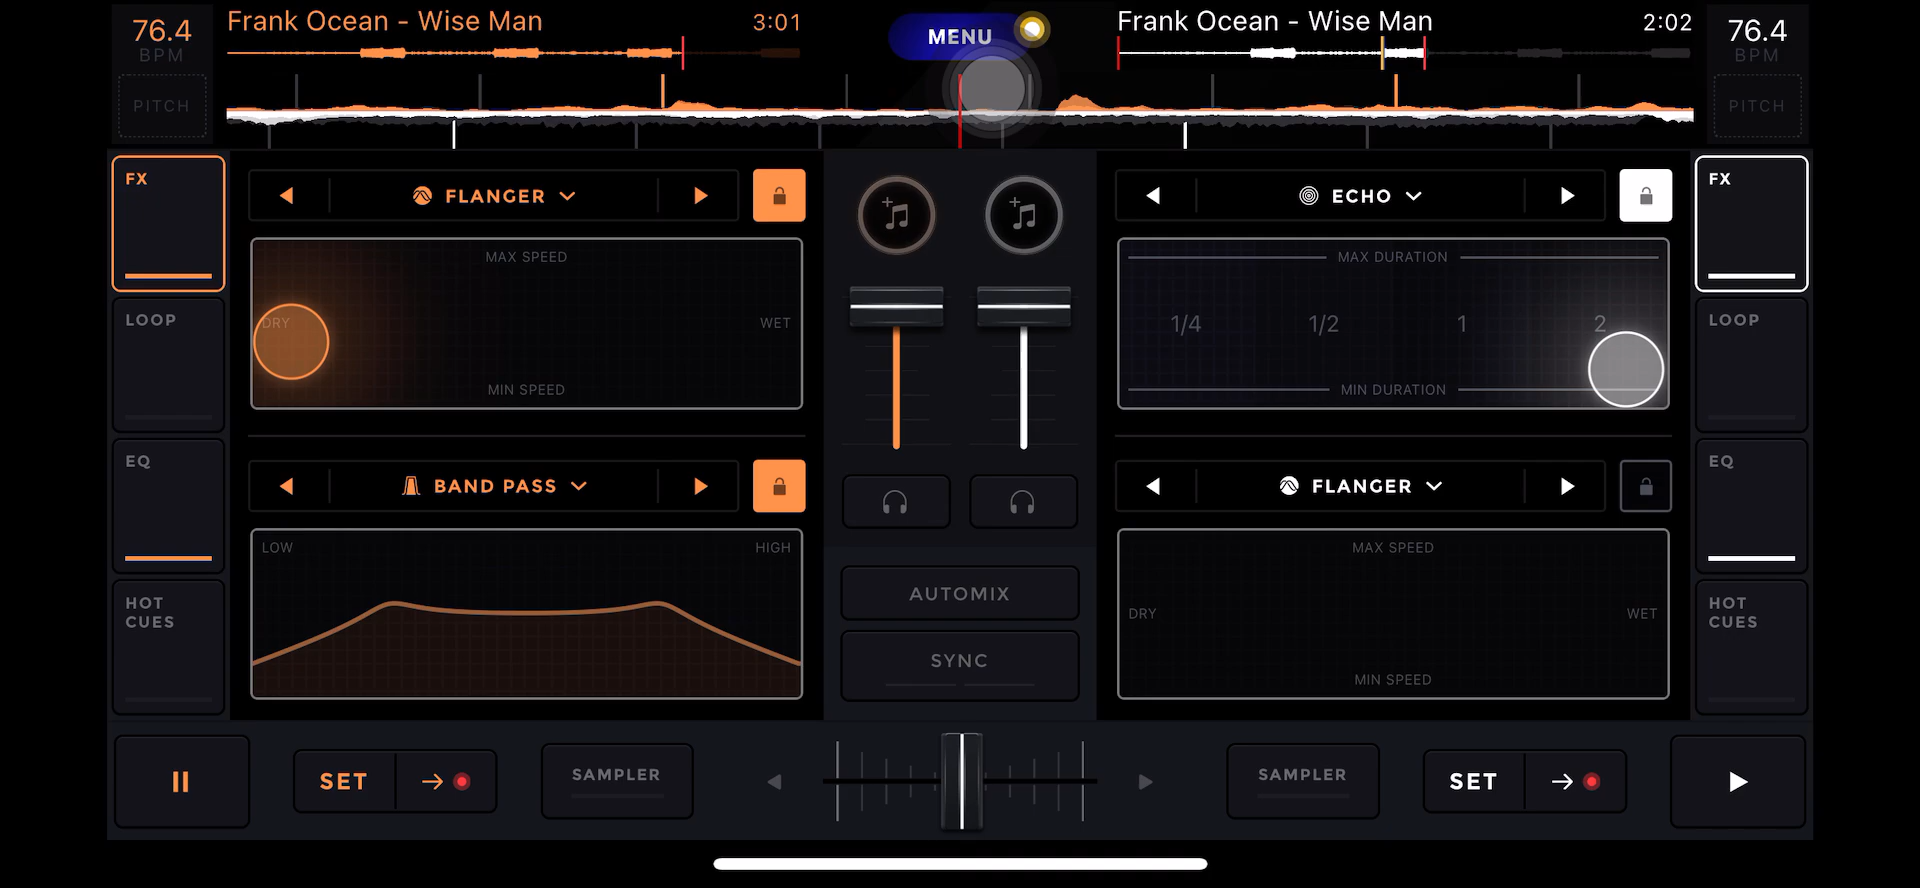 76.4
BPM
PITCH
Frank Ocean - Wise Man
3:01
MENU
Frank Ocean - Wise Man
2:02
76.4
BPM
PITCH
FX
LOOP
EQ
HOT
CUES
FLANGER
MAX SPEED
DRY
WET
MIN SPEED
BAND PASS
LOW
HIGH
AUTOMIX
SYNC
ECHO
MAX DURATION
1/4
1/2
1
2
MIN DURATION
FLANGER
MAX SPEED
DRY
WET
MIN SPEED
FX
LOOP
EQ
HOT
CUES
SET
SAMPLER
SAMPLER
SET